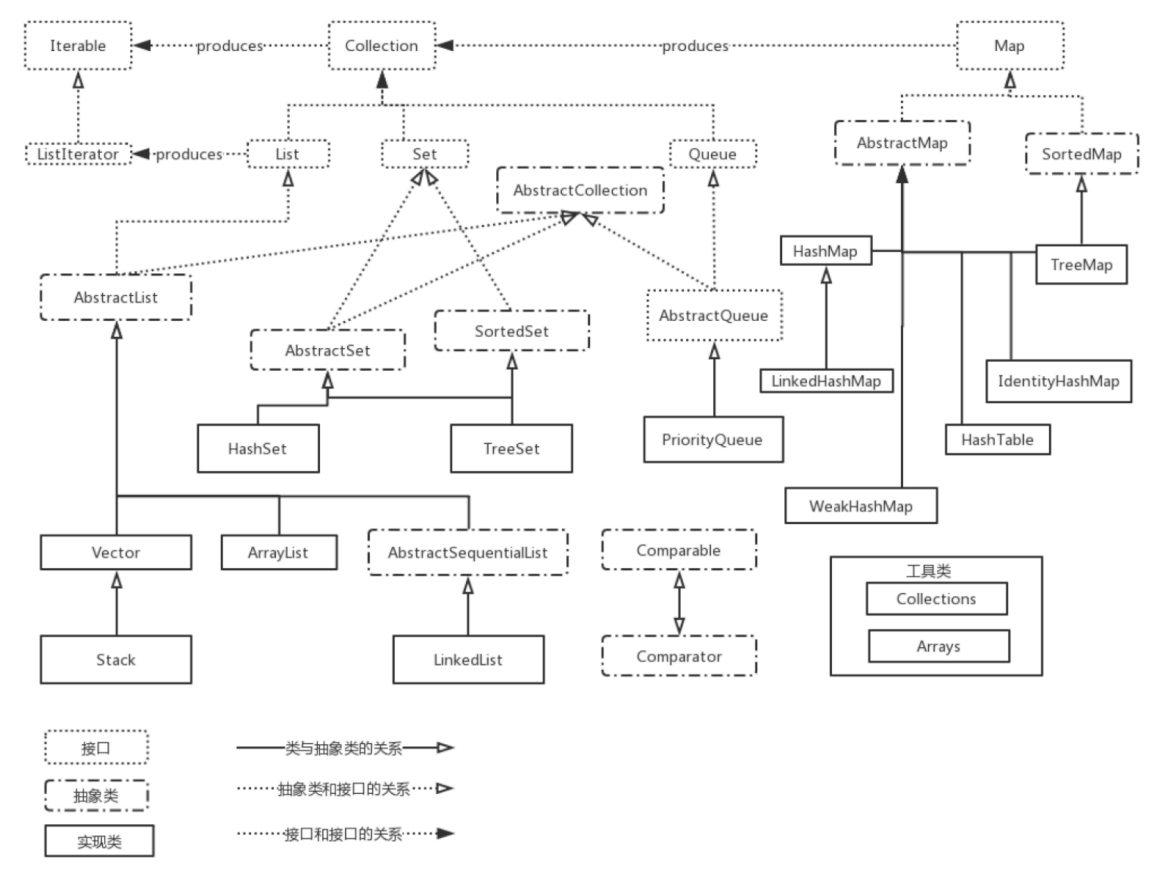 Iterable
produces
Collection
produces
Map
ListIterator
produces
List
Set
Queue
AbstractMap
SortedMap
AbstractCollection
HashMap
TreeMap
AbstractList
AbstractSet
SortedSet
AbstractQueue
LinkedHashMap
IdentityHashMap
HashSet
TreeSet
PriorityQueue
HashTable
WeakHashMap
Vector
ArrayList
AbstractSequentialList
Comparable
工具类
Collections
Arrays
Stack
LinkedList
Comparator
接口
类与抽象类的关系
抽象类
抽象类和接口的关系
实现类
接口和接口的关系